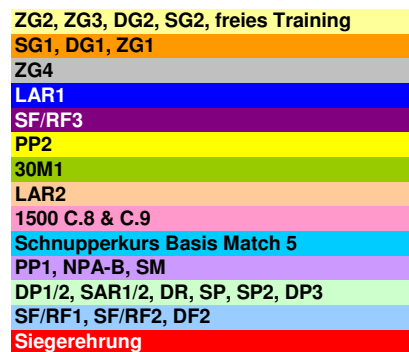 ZG2, ZG3, DG2, SG2, freies Training
SG1, DG1, ZG1
ZG4
LAR1
SF/RF3
PP2
30M1
LAR2
1500 C.8 & C.9
Schnupperkurs Basis Match 5
PP1, NPA-B, SM
DP1/2, SAR1/2, DR, SP, SP2, DP3
SF/RF1, SF/RF2, DF2
Siegerehrung